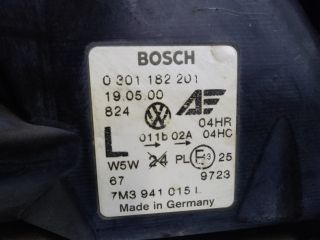 BOSCH
0 301 182 201
19.05.00
824
04HR
L 011b 02A 04HC
W5W 24 PL E13 25
67 9723
7M3 941 015 L
Made in Germany